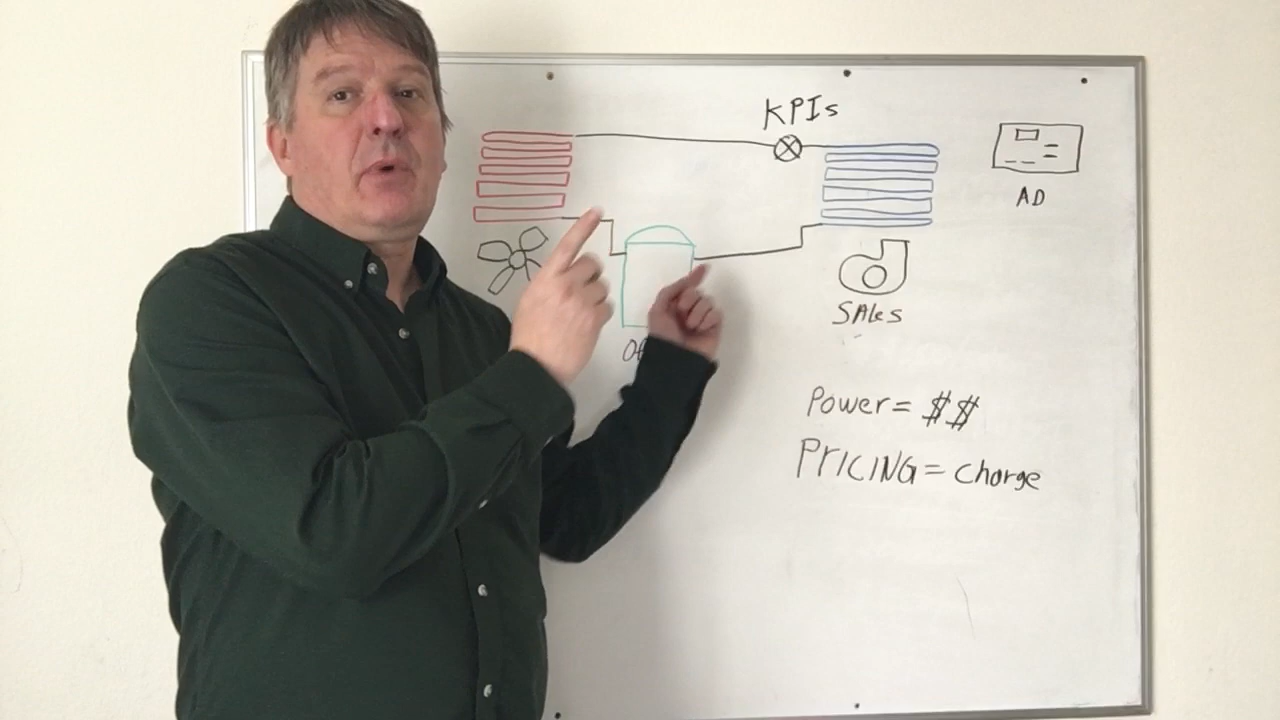 KPIs
AD
SAles
Power = $$
PrICING = charge